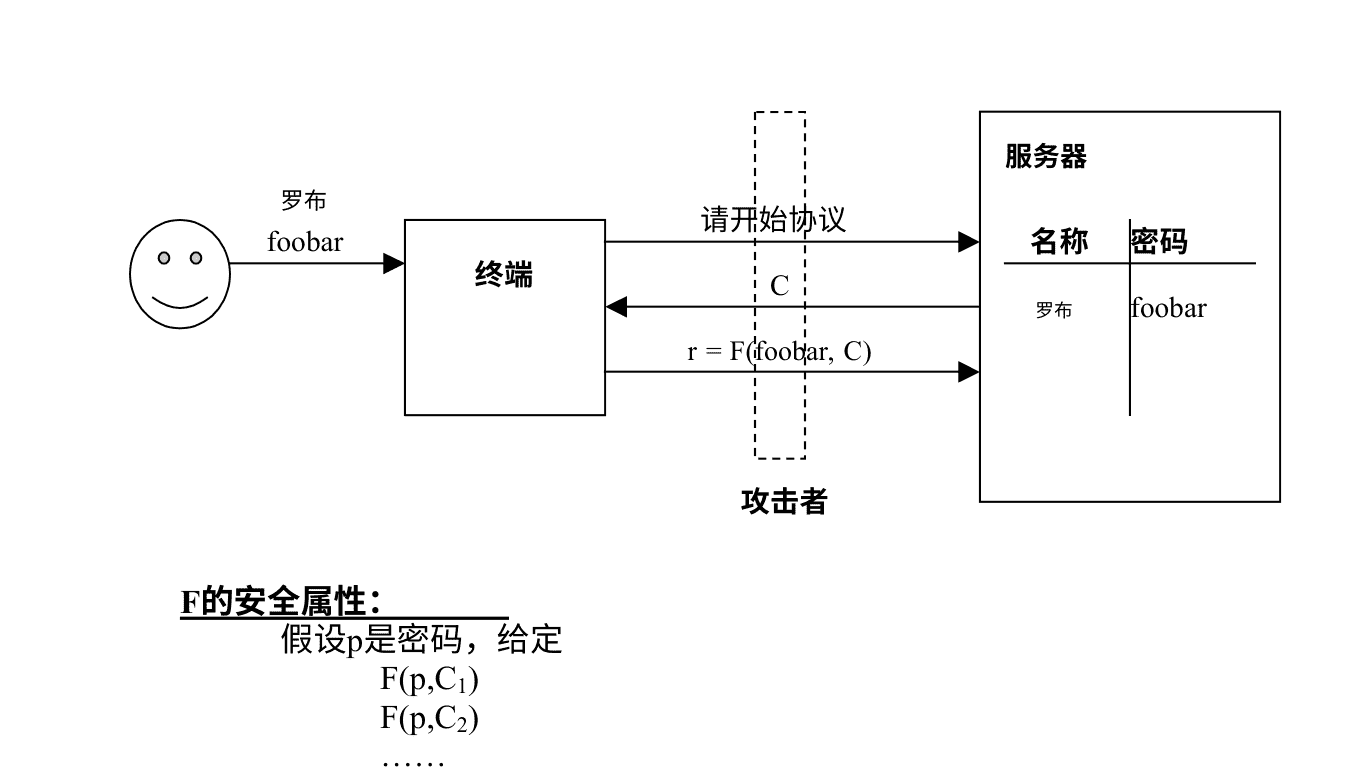 罗布
foobar
终端
请开始协议
C
r = F(foobar, C)
攻击者
服务器
名称 密码
罗布 foobar
F的安全属性：
假设p是密码，给定
F(p,C₁)
F(p,C₂)
……